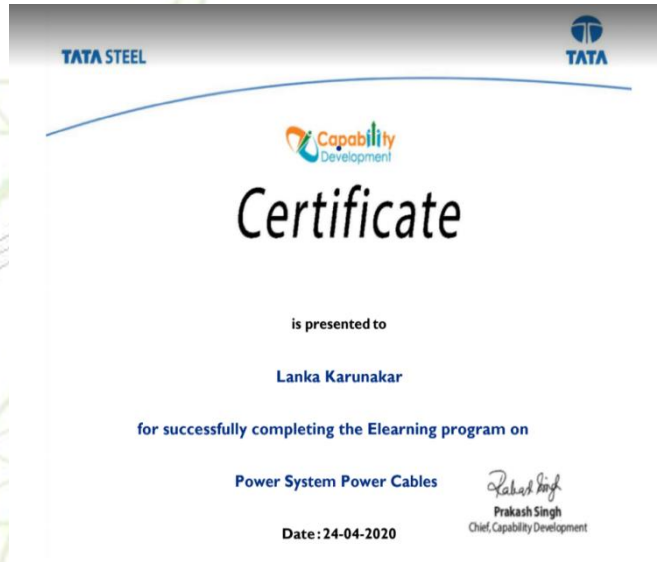 TATA STEEL
TATA
Capability
Development
Certificate
is presented to
Lanka Karunakar
for successfully completing the Elearning program on
Power System Power Cables
Prakash Singh
Chief, Capability Development
Date:24-04-2020